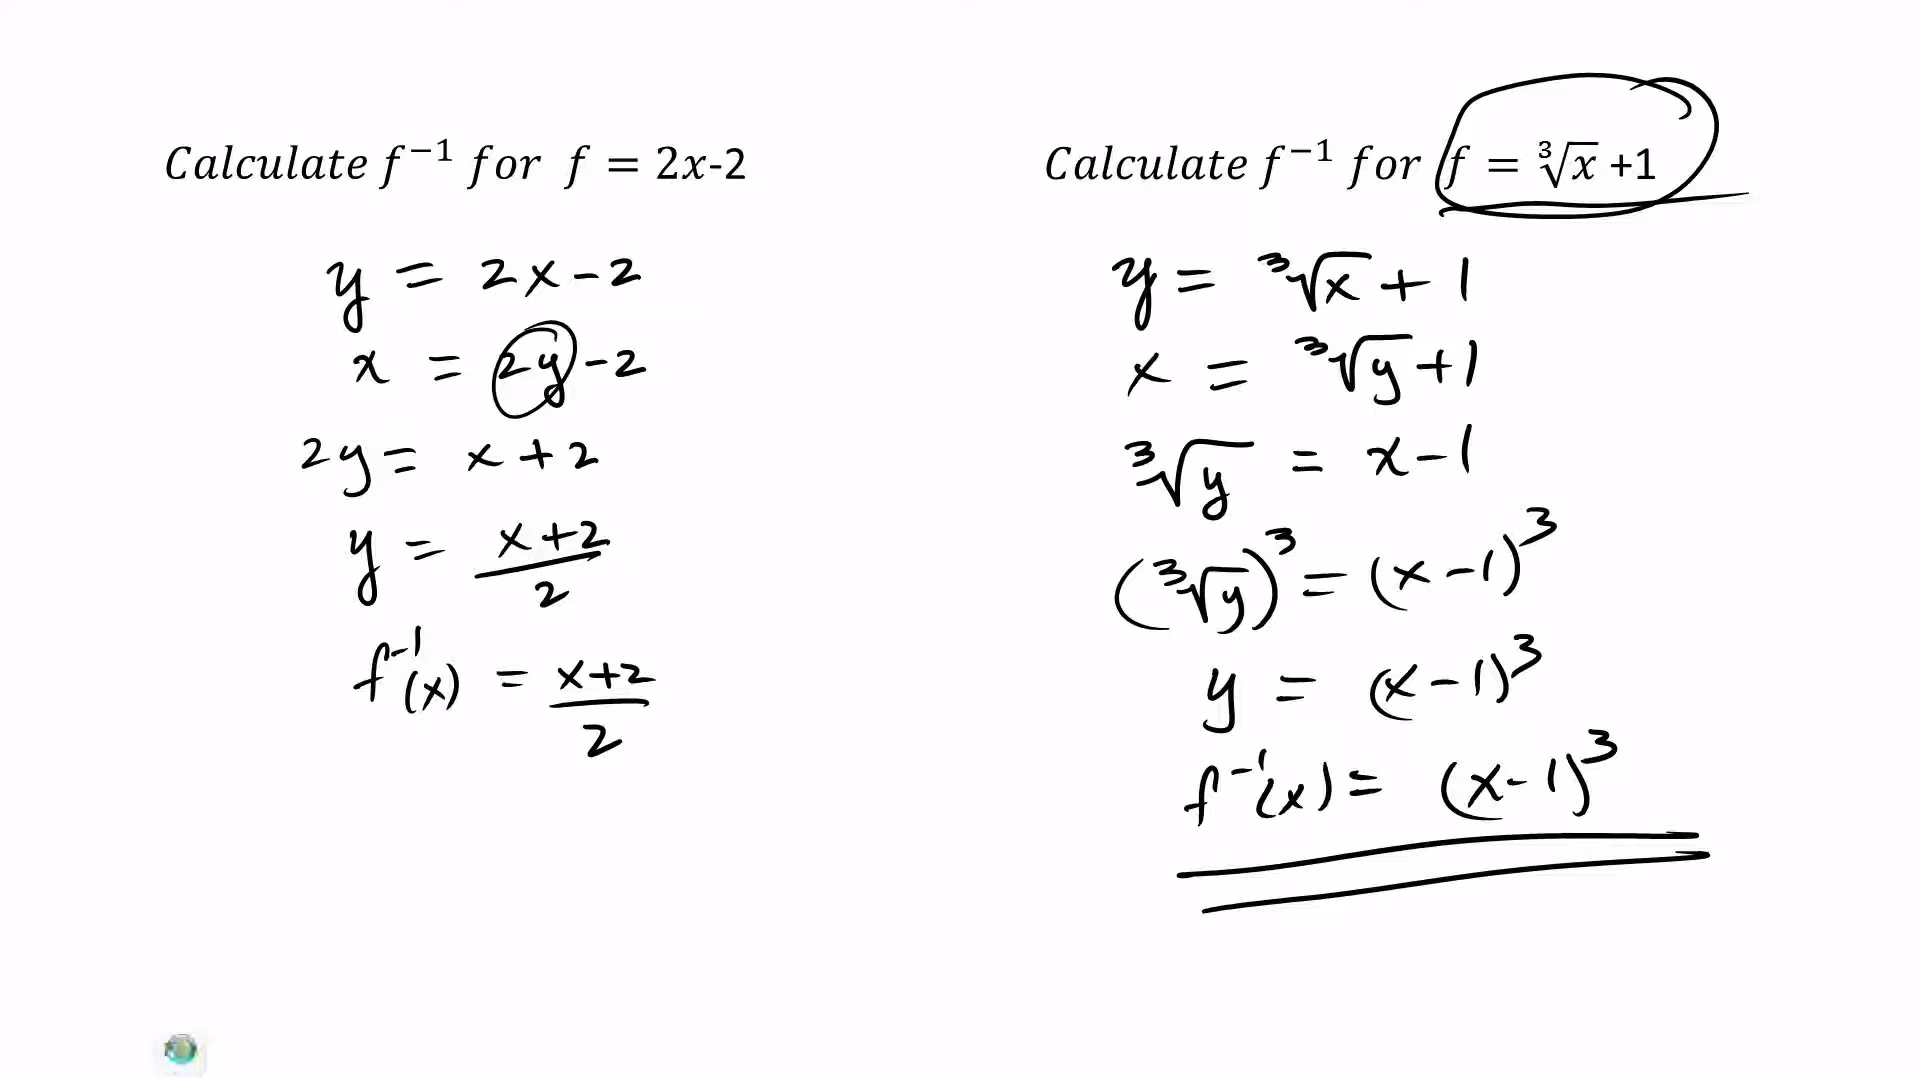 Calculate f⁻¹ for f = 2x-2
y = 2x - 2
x = 2y - 2
2y = x + 2
y = (x+2)/2
f⁻¹(x) = (x+2)/2
Calculate f⁻¹ for f = ∛x +1
y = ∛x + 1
x = ∛y + 1
∛y = x - 1
(∛y)³ = (x - 1)³
y = (x - 1)³
f⁻¹(x) = (x - 1)³